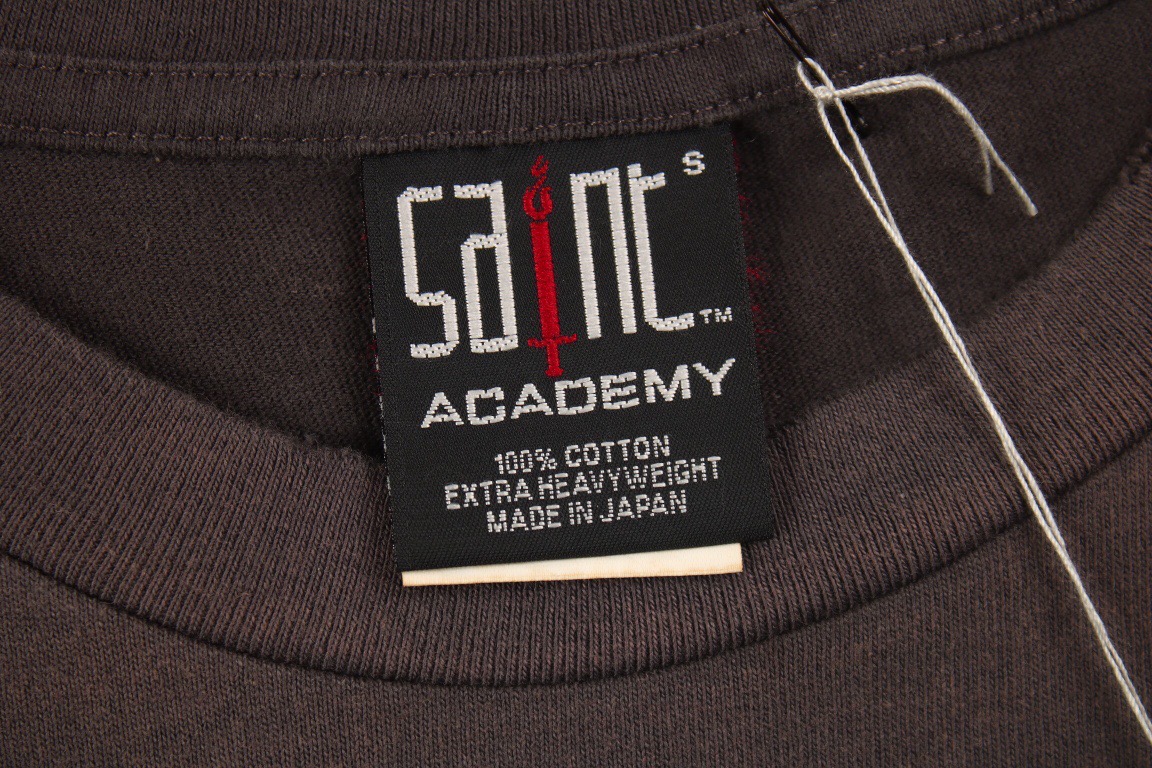 SAINT S
TM
ACADEMY
100% COTTON
EXTRA HEAVYWEIGHT
MADE IN JAPAN